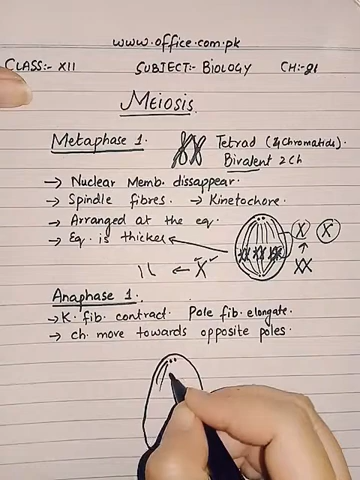 www.office.com.pk
CLASS:- XII SUBJECT:- BIOLOGY CH:- 21
MEIOSIS
Metaphase 1. Tetrad (4 Chromatids).
Bivalent 2 Ch
→ Nuclear Memb. dissappear.
→ Spindle fibres. → Kinetochore.
→ Arranged at the eq.
→ Eq. is thicker
Anaphase 1.
→ K. fib. contract. Pole fib. elongate.
→ ch. move towards opposite poles.